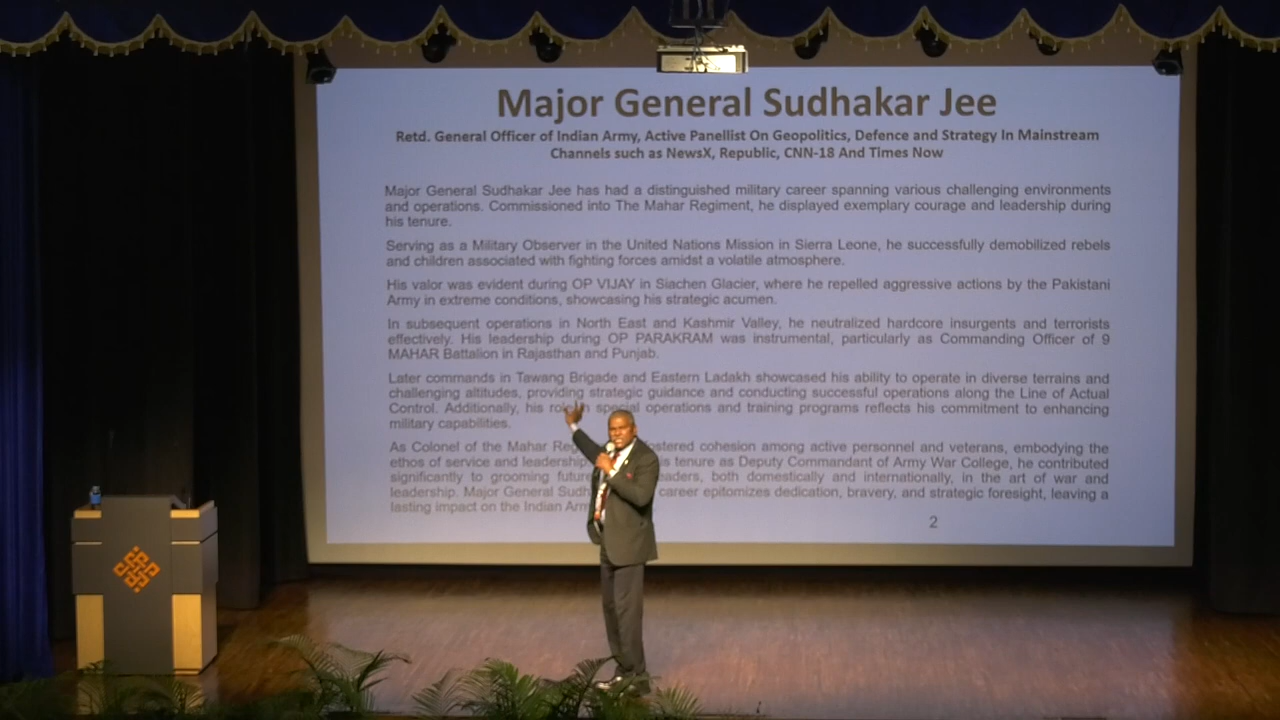 Major General Sudhakar Jee
Retd. General Officer of Indian Army, Active Panellist On Geopolitics, Defence and Strategy In Mainstream
Channels such as NewsX, Republic, CNN-18 And Times Now
Major General Sudhakar Jee has had a distinguished military career spanning various challenging environments
and operations. Commissioned into The Mahar Regiment, he displayed exemplary courage and leadership during
his tenure.
Serving as a Military Observer in the United Nations Mission in Sierra Leone, he successfully demobilized rebels
and children associated with fighting forces amidst a volatile atmosphere.
His valor was evident during OP VIJAY in Siachen Glacier, where he repelled aggressive actions by the Pakistani
Army in extreme conditions, showcasing his strategic acumen.
In subsequent operations in North East and Kashmir Valley, he neutralized hardcore insurgents and terrorists
effectively. His leadership during OP PARAKRAM was instrumental, particularly as Commanding Officer of 9
MAHAR Battalion in Rajasthan and Punjab.
Later commands in Tawang Brigade and Eastern Ladakh showcased his ability to operate in diverse terrains and
challenging altitudes, providing strategic guidance and conducting successful operations along the Line of Actual
Control. Additionally, his special operations and training programs reflects his commitment to enhancing
military capabilities.
As Colonel of the Mahar cohesion among active personnel and veterans, embodying the
ethos of service and leadership tenure as Deputy Commandant of Army War College, he contributed
significantly to grooming both domestically and internationally, in the art of war and
leadership. Major General career epitomizes dedication, bravery, and strategic foresight, leaving a
lasting impact on the Indian
2